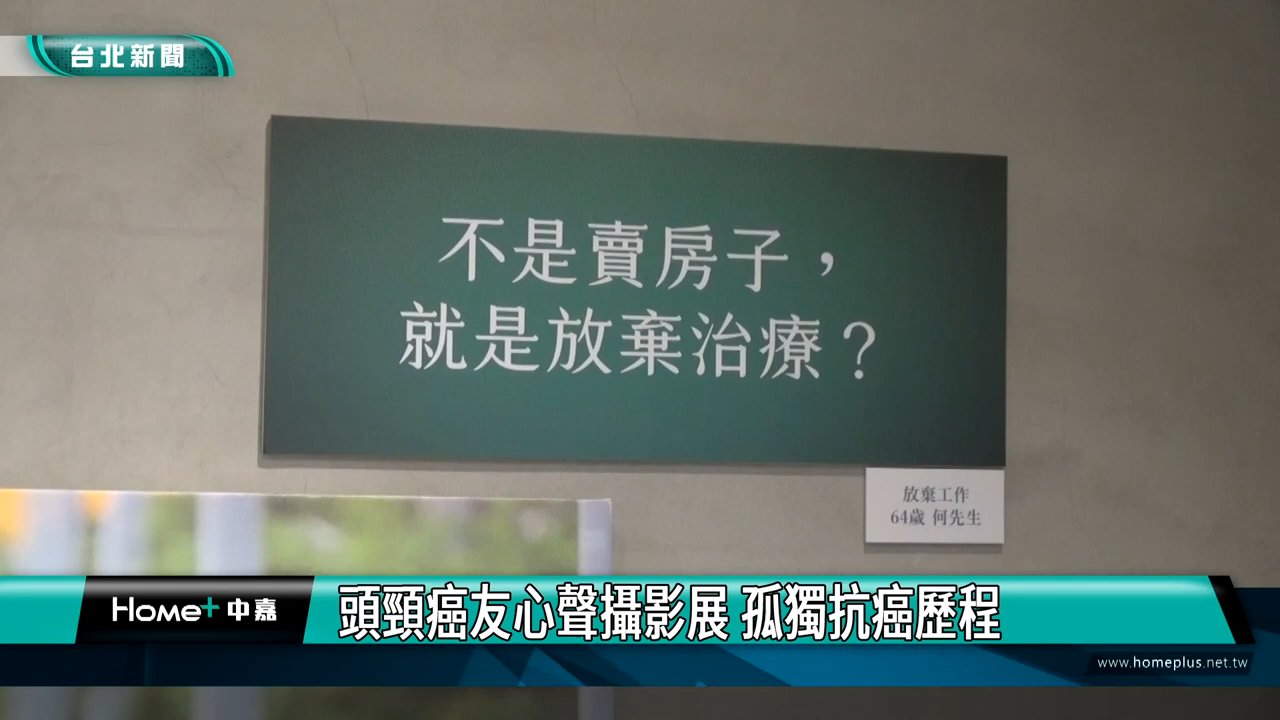 台北新聞
不是賣房子，
就是放棄治療？
放棄工作
64歲 何先生
Home+中嘉
頭頸癌友心聲攝影展 孤獨抗癌歷程
www.homeplus.net.tw